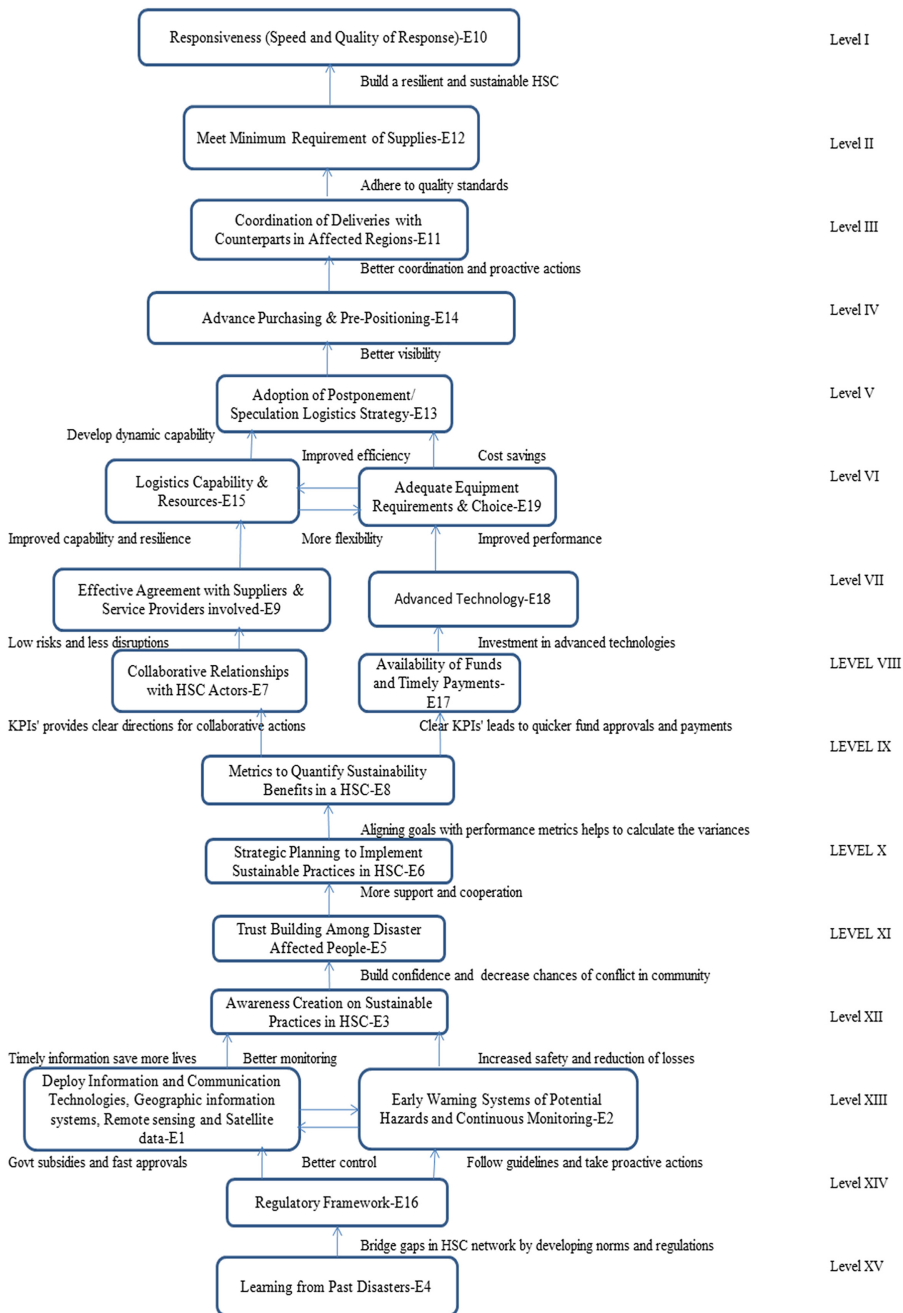 Responsiveness (Speed and Quality of Response)-E10
Level I
Build a resilient and sustainable HSC
Meet Minimum Requirement of Supplies-E12
Level II
Adhere to quality standards
Coordination of Deliveries with
Counterparts in Affected Regions-E11
Level III
Better coordination and proactive actions
Advance Purchasing & Pre-Positioning-E14
Level IV
Better visibility
Adoption of Postponement/
Speculation Logistics Strategy-E13
Level V
Develop dynamic capability
Improved efficiency
Cost savings
Logistics Capability &
Resources-E15
Adequate Equipment
Requirements & Choice-E19
Level VI
Improved capability and resilience
More flexibility
Improved performance
Effective Agreement with Suppliers &
Service Providers involved-E9
Advanced Technology-E18
Level VII
Low risks and less disruptions
Investment in advanced technologies
Collaborative Relationships
with HSC Actors-E7
Availability of Funds
and Timely Payments-
E17
LEVEL VIII
KPIs' provides clear directions for collaborative actions
Clear KPIs' leads to quicker fund approvals and payments
LEVEL IX
Metrics to Quantify Sustainability
Benefits in a HSC-E8
Aligning goals with performance metrics helps to calculate the variances
Strategic Planning to Implement
Sustainable Practices in HSC-E6
LEVEL X
More support and cooperation
Trust Building Among Disaster
Affected People-E5
LEVEL XI
Build confidence and decrease chances of conflict in community
Awareness Creation on Sustainable
Practices in HSC-E3
Level XII
Timely information save more lives
Better monitoring
Increased safety and reduction of losses
Deploy Information and Communication
Technologies, Geographic information
systems, Remote sensing and Satellite
data-E1
Early Warning Systems of Potential
Hazards and Continuous Monitoring-E2
Level XIII
Govt subsidies and fast approvals
Better control
Follow guidelines and take proactive actions
Regulatory Framework-E16
Level XIV
Bridge gaps in HSC network by developing norms and regulations
Learning from Past Disasters-E4
Level XV